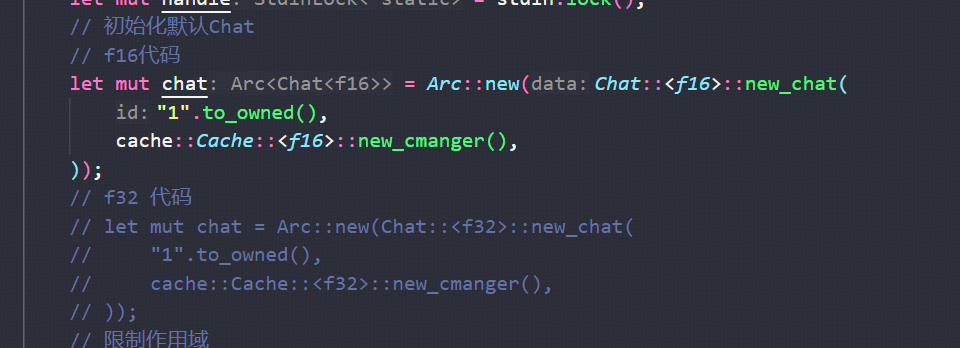 let mut handle: StdinLock<'static> = stdin.lock();
// 初始化默认Chat
// f16代码
let mut chat: Arc<Chat<f16>> = Arc::new(data: Chat::<f16>::new_chat(
id: "1".to_owned(),
cache::Cache::<f16>::new_cmanger(),
));
// f32 代码
// let mut chat = Arc::new(Chat::<f32>::new_chat(
//     "1".to_owned(),
//     cache::Cache::<f32>::new_cmanger(),
// ));
// 限制作用域